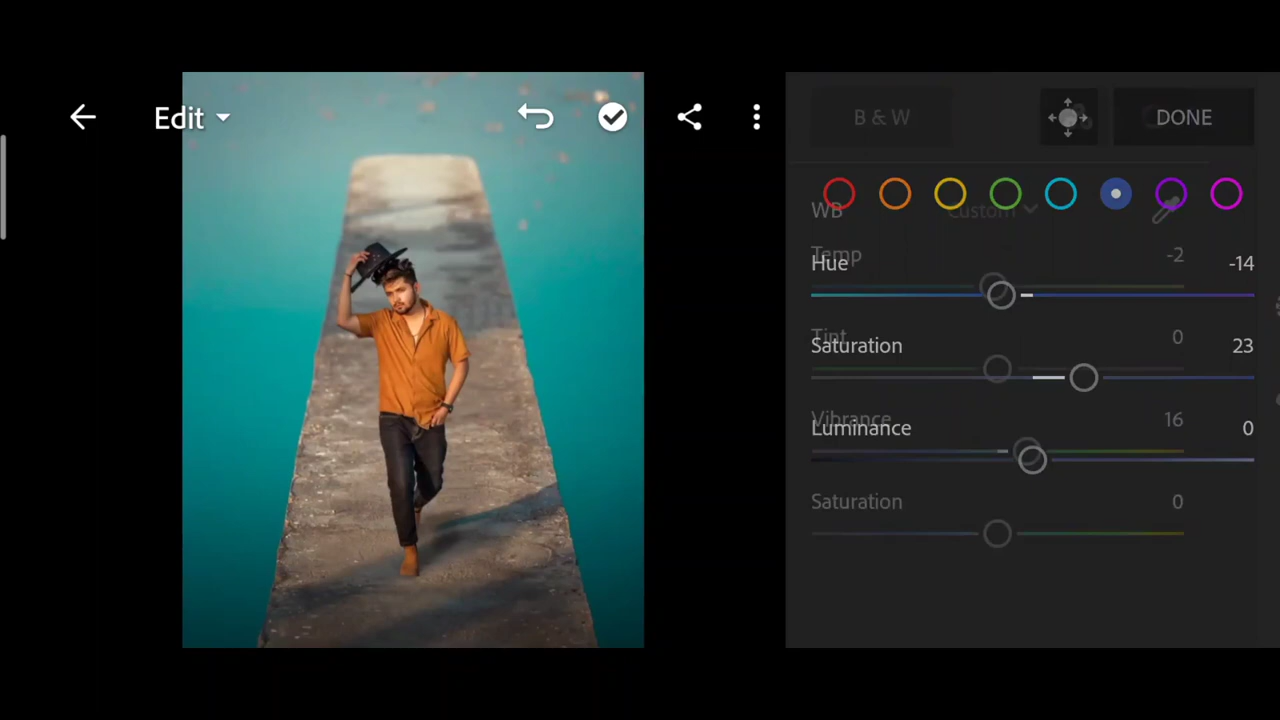 Edit
B & W
DONE
WB
Custom
Temp
-2
Hue
-14
Tint
0
Saturation
23
Vibrance
16
Luminance
0
Saturation
0